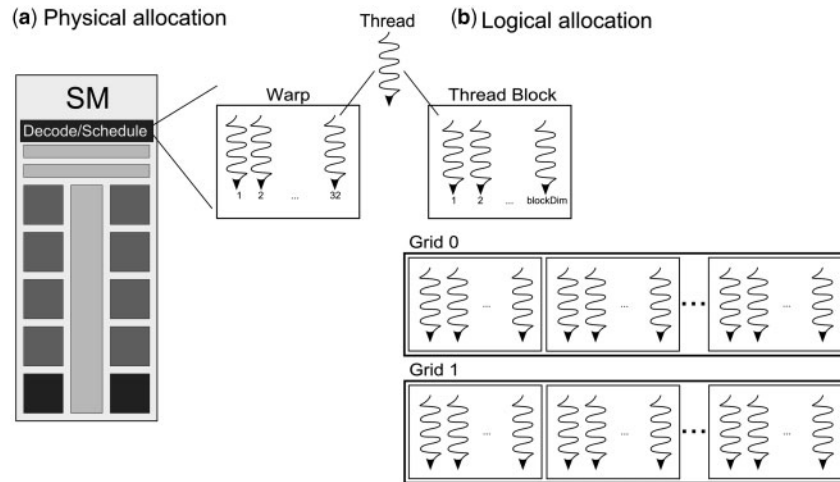 (a) Physical allocation
Thread
(b) Logical allocation
SM
Decode/Schedule
Warp
1 2 ... 32
Thread Block
1 2 ... blockDim
Grid 0
... ... ... ...
Grid 1
... ... ... ...